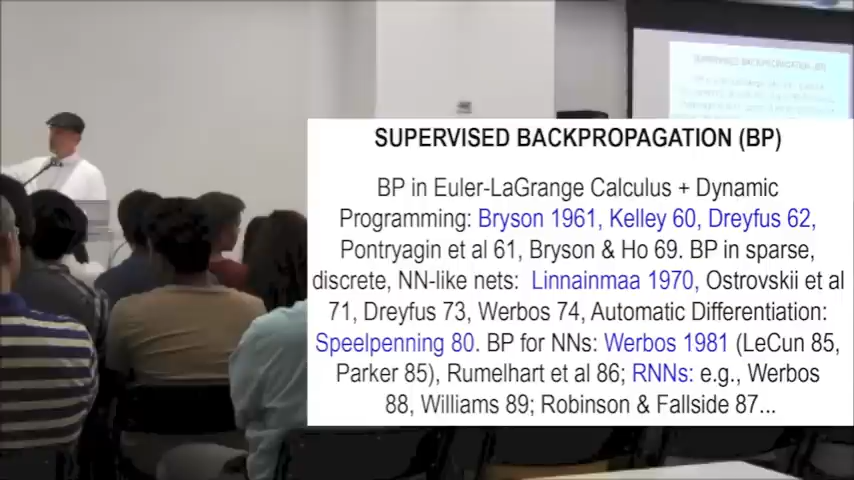 SUPERVISED BACKPROPAGATION (BP)
BP in Euler-LaGrange Calculus + Dynamic
Programming: Bryson 1961, Kelley 60, Dreyfus 62,
Pontryagin et al 61, Bryson & Ho 69. BP in sparse,
discrete, NN-like nets: Linnainmaa 1970, Ostrovskii et al
71, Dreyfus 73, Werbos 74, Automatic Differentiation:
Speelpenning 80. BP for NNs: Werbos 1981 (LeCun 85,
Parker 85), Rumelhart et al 86; RNNs: e.g., Werbos
88, Williams 89; Robinson & Fallside 87...
SUPERVISED BACKPROPAGATION (BP)